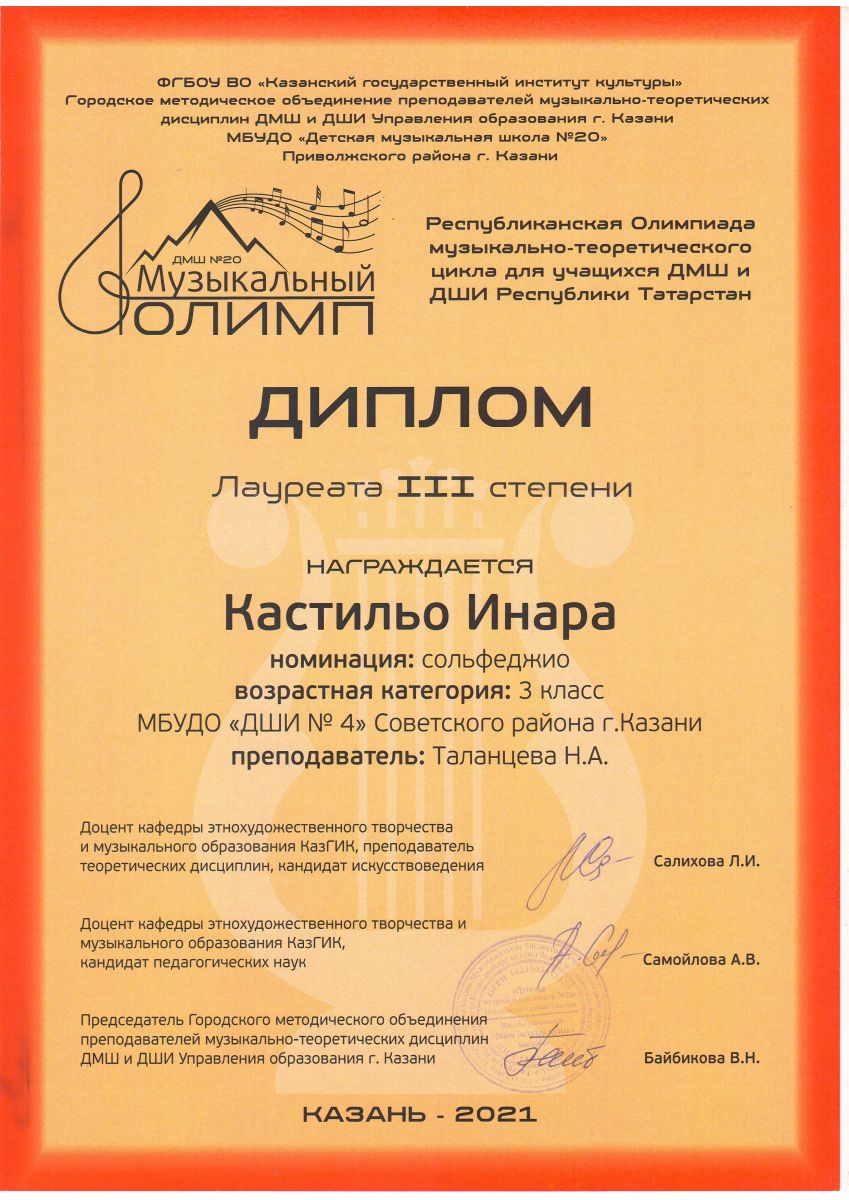 ФГБОУ ВО «Казанский государственный институт культуры»
Городское методическое объединение преподавателей музыкально-теоретических
дисциплин ДМШ и ДШИ Управления образования г. Казани
МБУДО «Детская музыкальная школа №20»
Приволжского района г. Казани
ДМШ №20
Музыкальный
ОЛИМП
Республиканская Олимпиада
музыкально-теоретического
цикла для учащихся ДМШ и
ДШИ Республики Татарстан
ДИПЛОМ
Лауреата III степени
НАГРАЖДАЕТСЯ
Кастильо Инара
номинация: сольфеджио
возрастная категория: 3 класс
МБУДО «ДШИ № 4» Советского района г.Казани
преподаватель: Таланцева Н.А.
Доцент кафедры этнохудожественного творчества
и музыкального образования КазГИК, преподаватель
теоретических дисциплин, кандидат искусствоведения
Салихова Л.И.
Доцент кафедры этнохудожественного творчества и
музыкального образования КазГИК,
кандидат педагогических наук
Самойлова А.В.
Председатель Городского методического объединения
преподавателей музыкально-теоретических дисциплин
ДМШ и ДШИ Управления образования г. Казани
Байбикова В.Н.
КАЗАНЬ - 2021